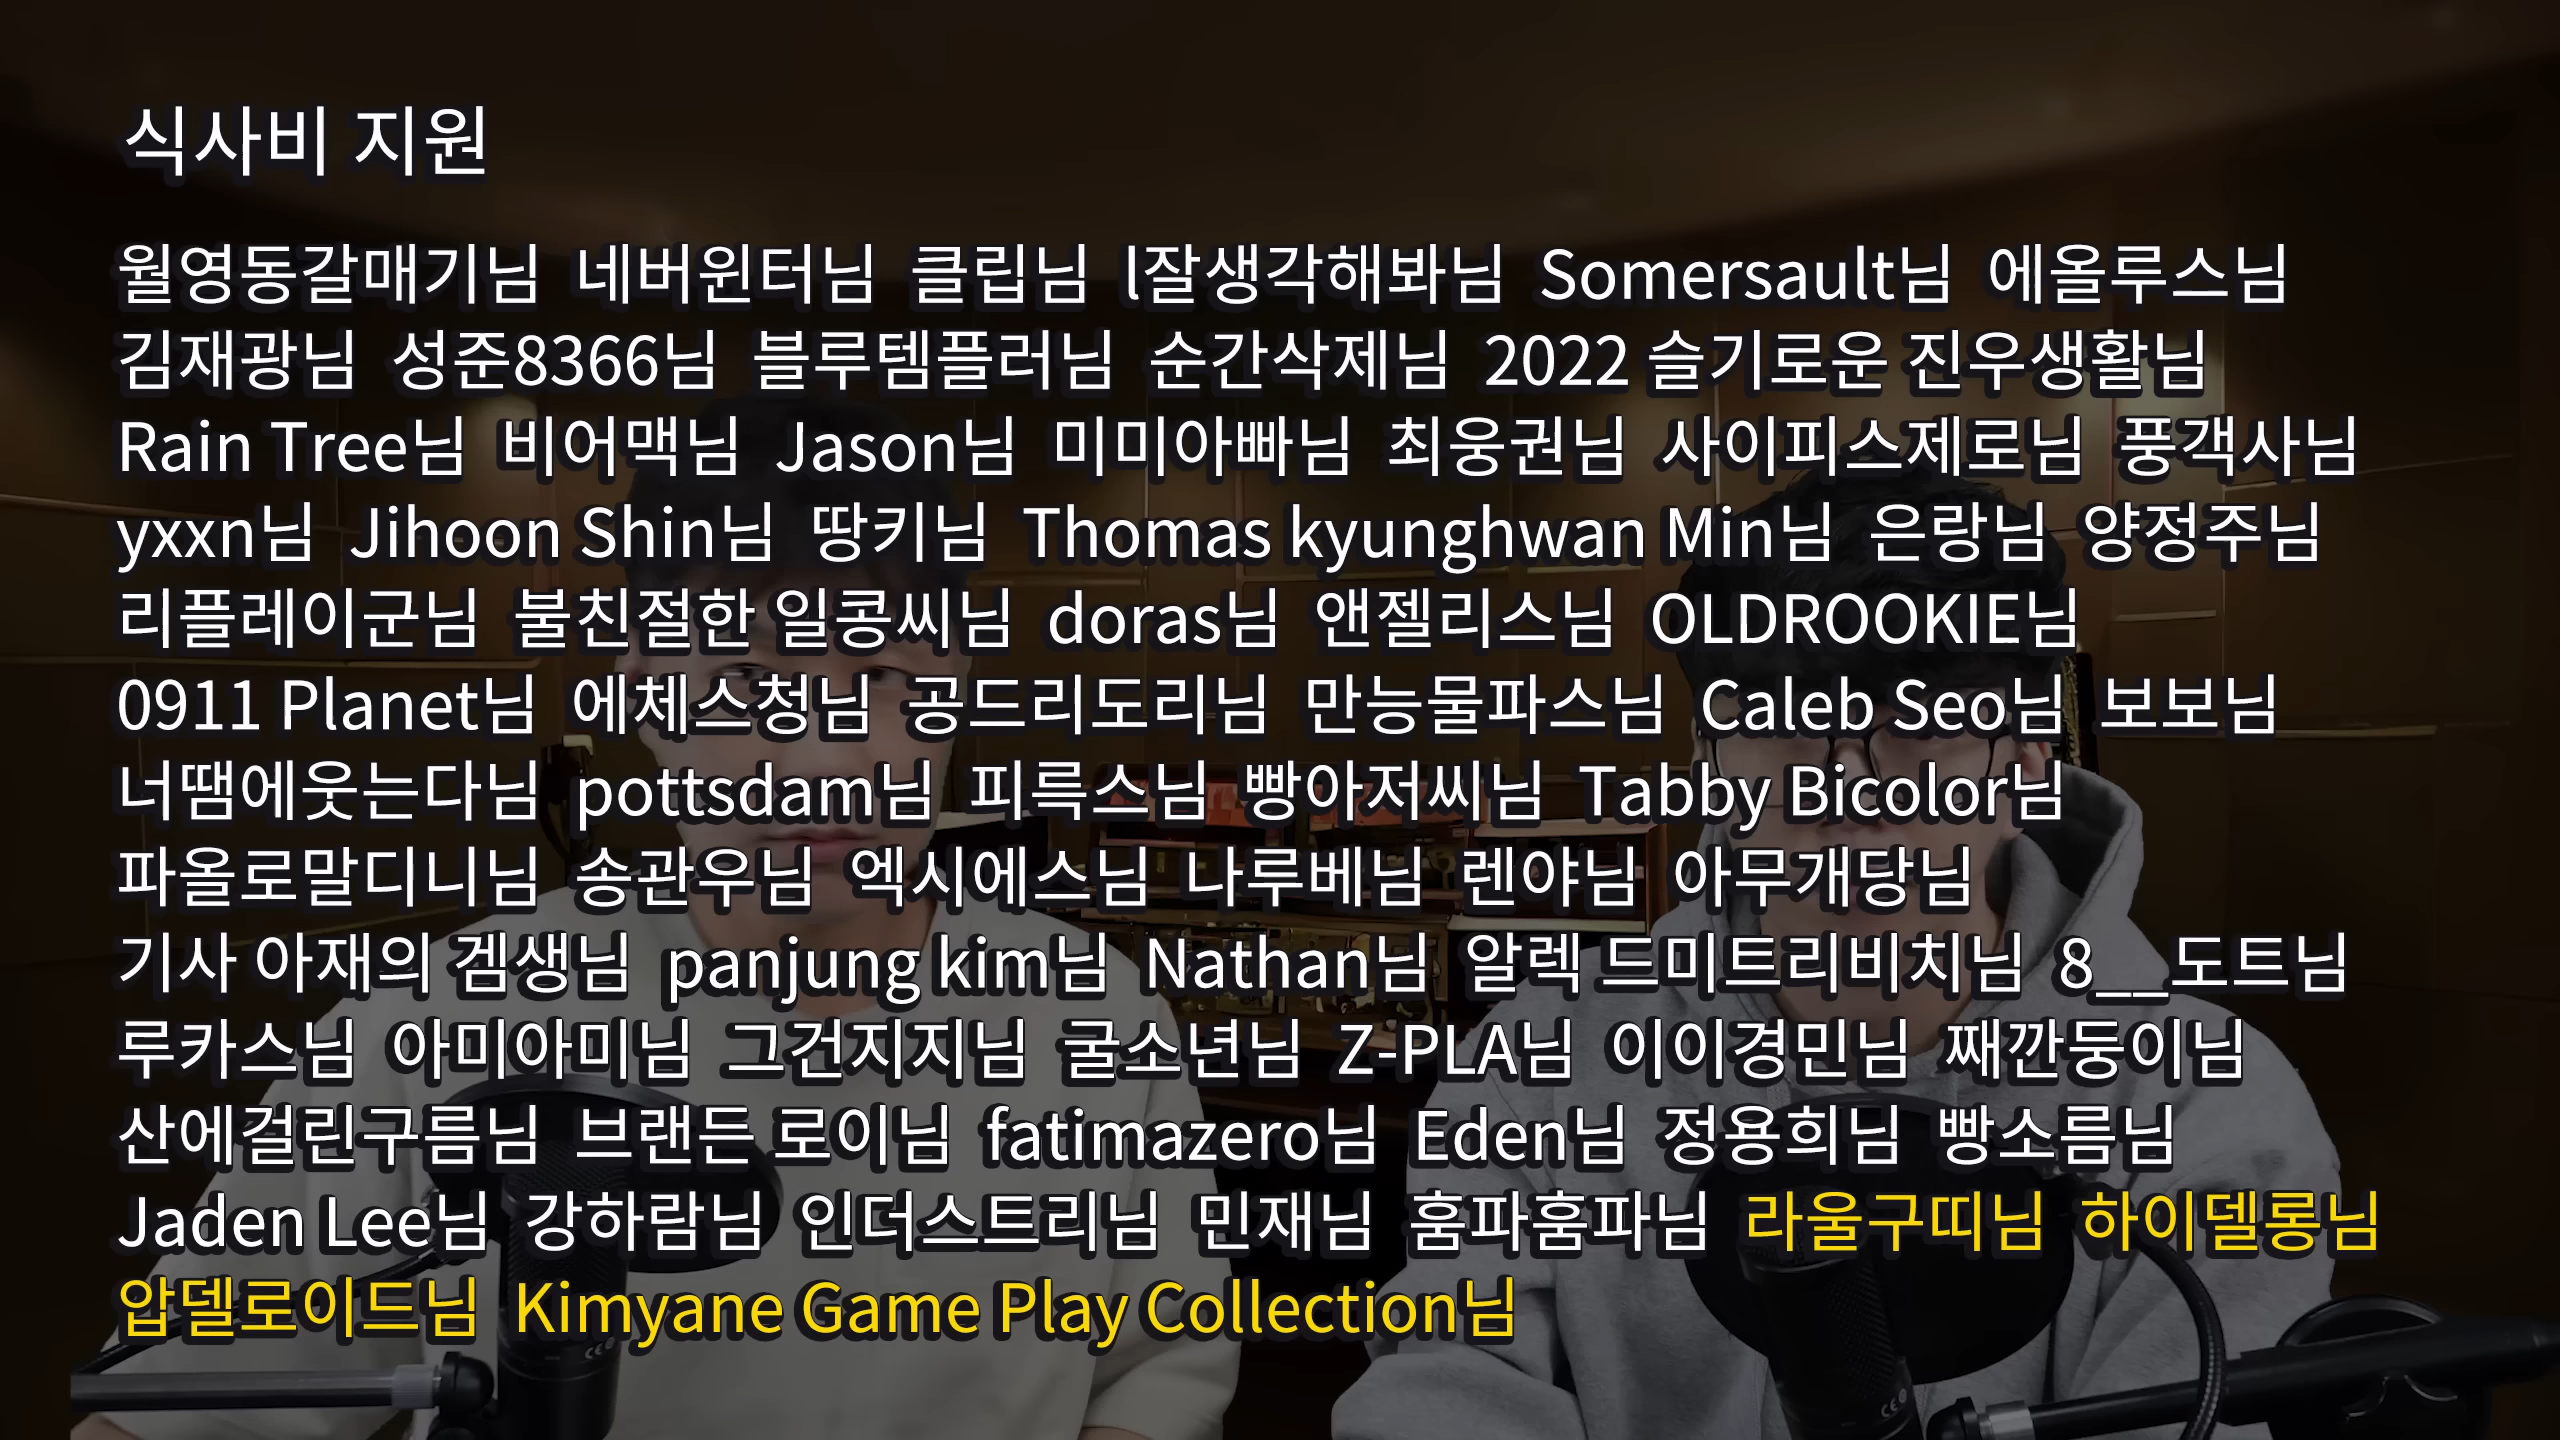 식사비 지원
월영동갈매기님 네버윈터님 클립님 l잘생각해봐님 Somersault님 에올루스님
김재광님 성준8366님 블루템플러님 순간삭제님 2022 슬기로운 진우생활님
Rain Tree님 비어맥님 Jason님 미미아빠님 최웅권님 사이피스제로님 풍객사님
yxxn님 Jihoon Shin님 땅키님 Thomas kyunghwan Min님 은랑님 양정주님
리플레이군님 불친절한 일콩씨님 doras님 앤젤리스님 OLDROOKIE님
0911 Planet님 에체스청님 공드리도리님 만능물파스님 Caleb Seo님 보보님
너땜에웃는다님 pottsdam님 피륵스님 빵아저씨님 Tabby Bicolor님
파올로말디니님 송관우님 엑시에스님 나루베님 렌야님 아무개당님
기사 아재의 겜생님 panjung kim님 Nathan님 알렉 드미트리비치님 8__도트님
루카스님 아미아미님 그건지지님 굴소년님 Z-PLA님 이이경민님 째깐둥이님
산에걸린구름님 브랜든 로이님 fatimazero님 Eden님 정용희님 빵소름님
Jaden Lee님 강하람님 인더스트리님 민재님 훔파훔파님 라울구띠님 하이델롱님
압델로이드님 Kimyane Game Play Collection님